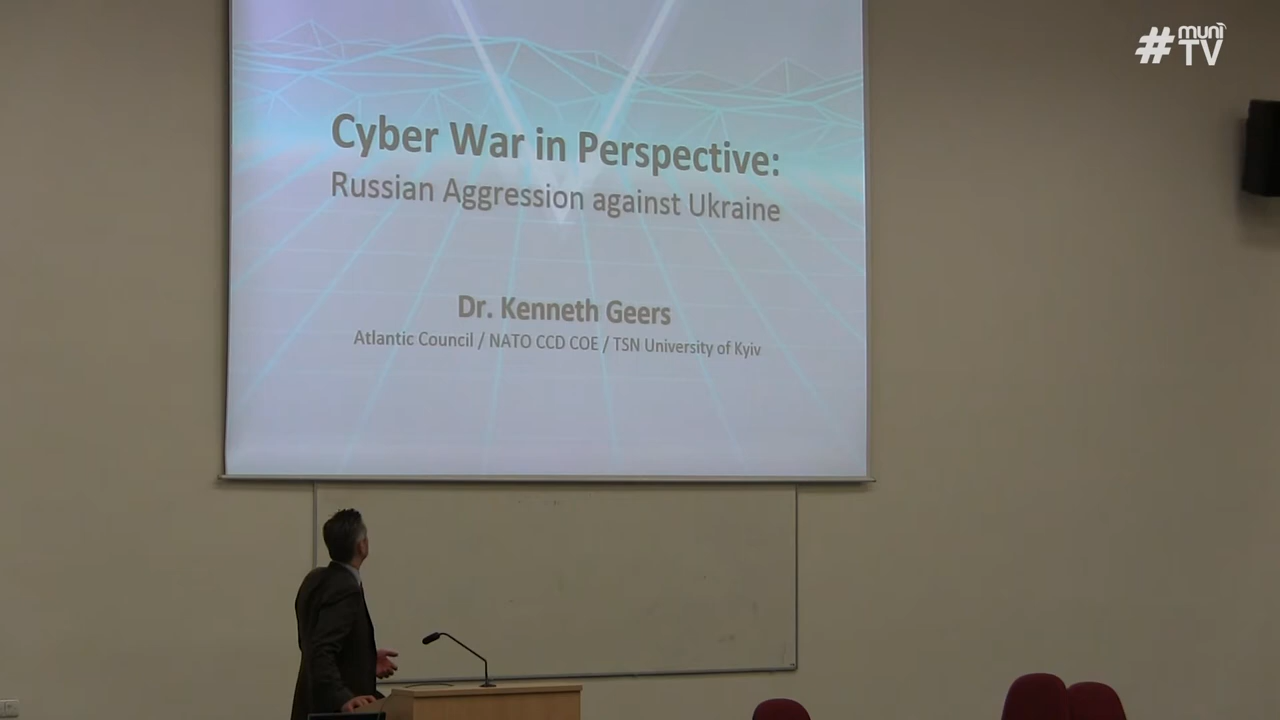 #muni
TV
Cyber War in Perspective:
Russian Aggression against Ukraine
Dr. Kenneth Geers
Atlantic Council / NATO CCD COE / TSN University of Kyiv